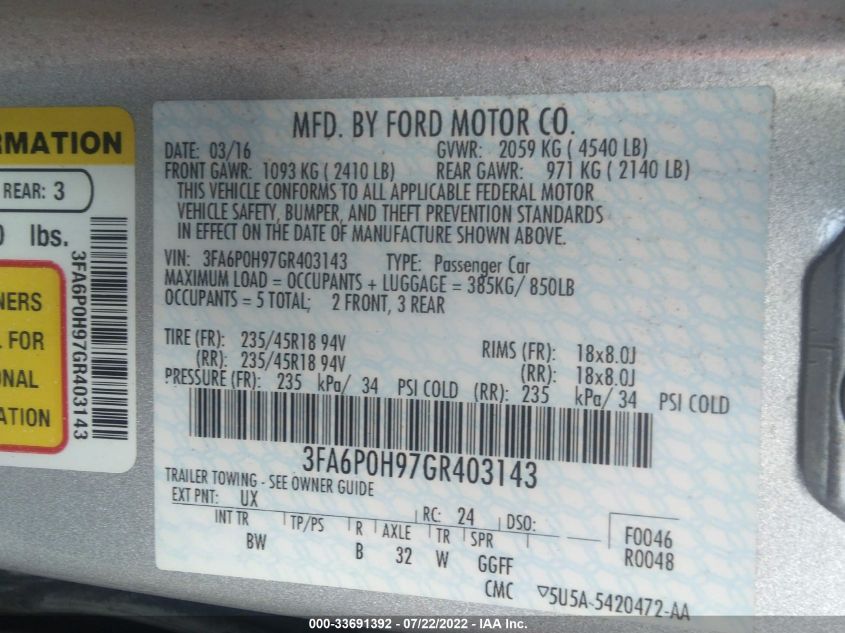 RMATION
REAR: 3
0 lbs.
NERS
L FOR
ONAL
ATION
3FA6P0H97GR403143
MFD. BY FORD MOTOR CO.
DATE: 03/16 GVWR: 2059 KG ( 4540 LB)
FRONT GAWR: 1093 KG ( 2410 LB) REAR GAWR: 971 KG ( 2140 LB)
THIS VEHICLE CONFORMS TO ALL APPLICABLE FEDERAL MOTOR
VEHICLE SAFETY, BUMPER, AND THEFT PREVENTION STANDARDS
IN EFFECT ON THE DATE OF MANUFACTURE SHOWN ABOVE.
VIN: 3FA6P0H97GR403143 TYPE: Passenger Car
MAXIMUM LOAD = OCCUPANTS + LUGGAGE = 385KG/ 850LB
OCCUPANTS = 5 TOTAL; 2 FRONT, 3 REAR
TIRE (FR): 235/45R18 94V RIMS (FR): 18x8.0J
(RR): 235/45R18 94V (RR): 18x8.0J
PRESSURE (FR): 235 kPa/ 34 PSI COLD (RR): 235 kPa/ 34 PSI COLD
3FA6P0H97GR403143
TRAILER TOWING - SEE OWNER GUIDE
EXT PNT: UX RC: 24 DSO: F0046
INT TR TP/PS R AXLE TR SPR R0048
BW B 32 W GGFF
CMC 5U5A-5420472-AA
000-33691392 - 07/22/2022 - IAA Inc.